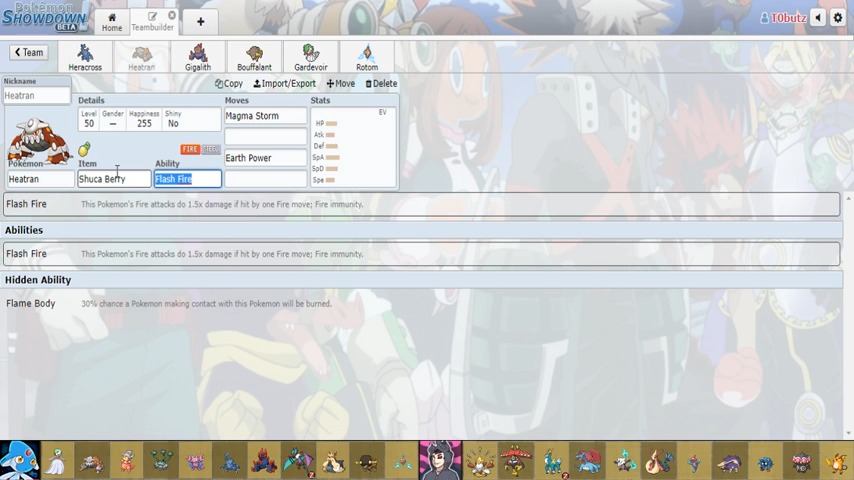 Pokémon
SHOWDOWN
BETA
Home
Teambuilder
+
T0butz
Team
Heracross
Heatran
Gigalith
Bouffalant
Gardevoir
Rotom
Nickname
Heatran
Copy
Import/Export
Move
Delete
Details
Level Gender Happiness Shiny
50 — 255 No
FIRE STEEL
Pokémon Item Ability
Heatran Shuca Berry Flash Fire
Moves
Magma Storm
Earth Power
Stats
EV
HP
Atk
Def
SpA
SpD
Spe
Flash Fire This Pokemon's Fire attacks do 1.5x damage if hit by one Fire move; Fire immunity.
Abilities
Flash Fire This Pokemon's Fire attacks do 1.5x damage if hit by one Fire move; Fire immunity.
Hidden Ability
Flame Body 30% chance a Pokemon making contact with this Pokemon will be burned.